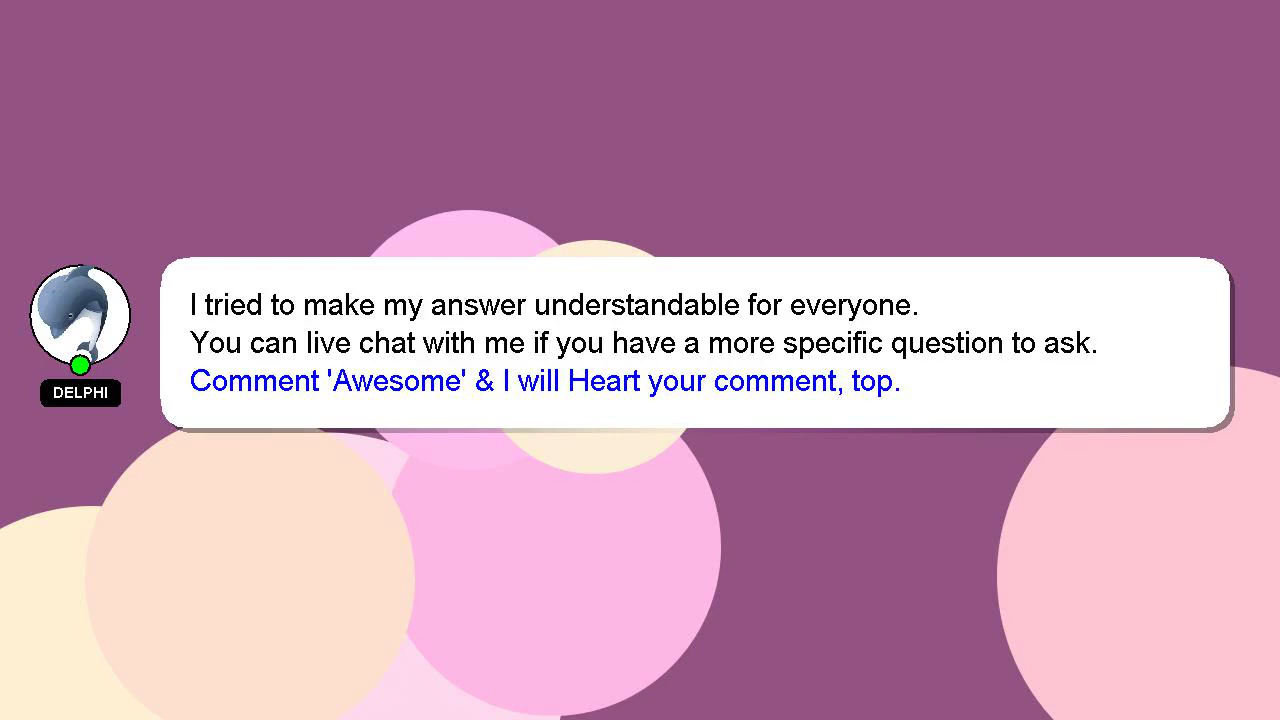 I tried to make my answer understandable for everyone.
You can live chat with me if you have a more specific question to ask.
Comment 'Awesome' & I will Heart your comment, top.
DELPHI